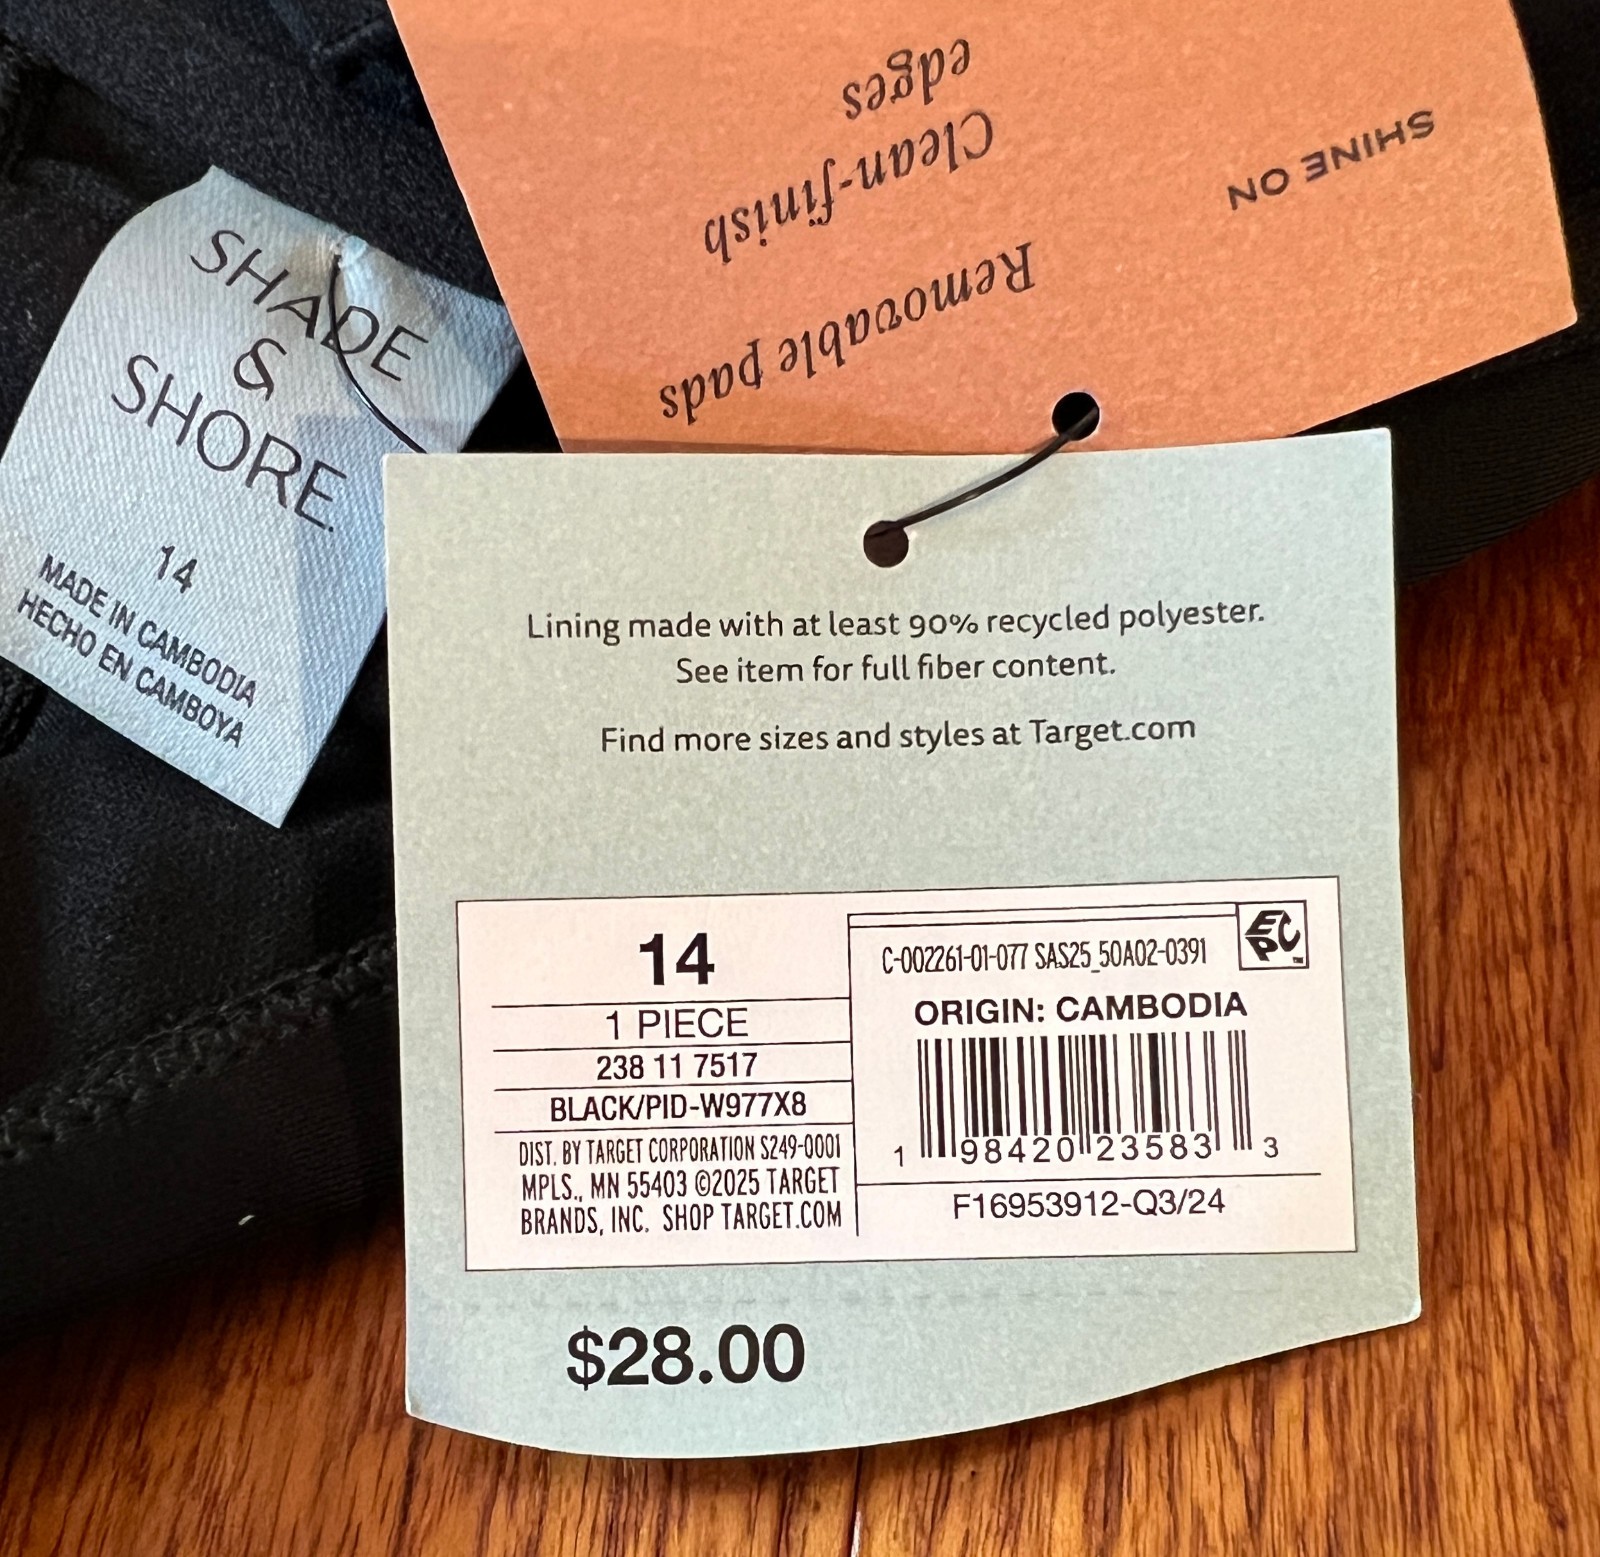 SHINE ON
Removable pads
Clean-finish
edges
SHADE
&
SHORE.
14
MADE IN CAMBODIA
HECHO EN CAMBOYA
Lining made with at least 90% recycled polyester.
See item for full fiber content.
Find more sizes and styles at Target.com
14
1 PIECE
238 11 7517
BLACK/PID-W977X8
DIST. BY TARGET CORPORATION S249-0001
MPLS., MN 55403 ©2025 TARGET
BRANDS, INC. SHOP TARGET.COM
C-002261-01-077 SAS25_50A02-0391
EPC™
ORIGIN: CAMBODIA
1 98420 23583 3
F16953912-Q3/24
$28.00